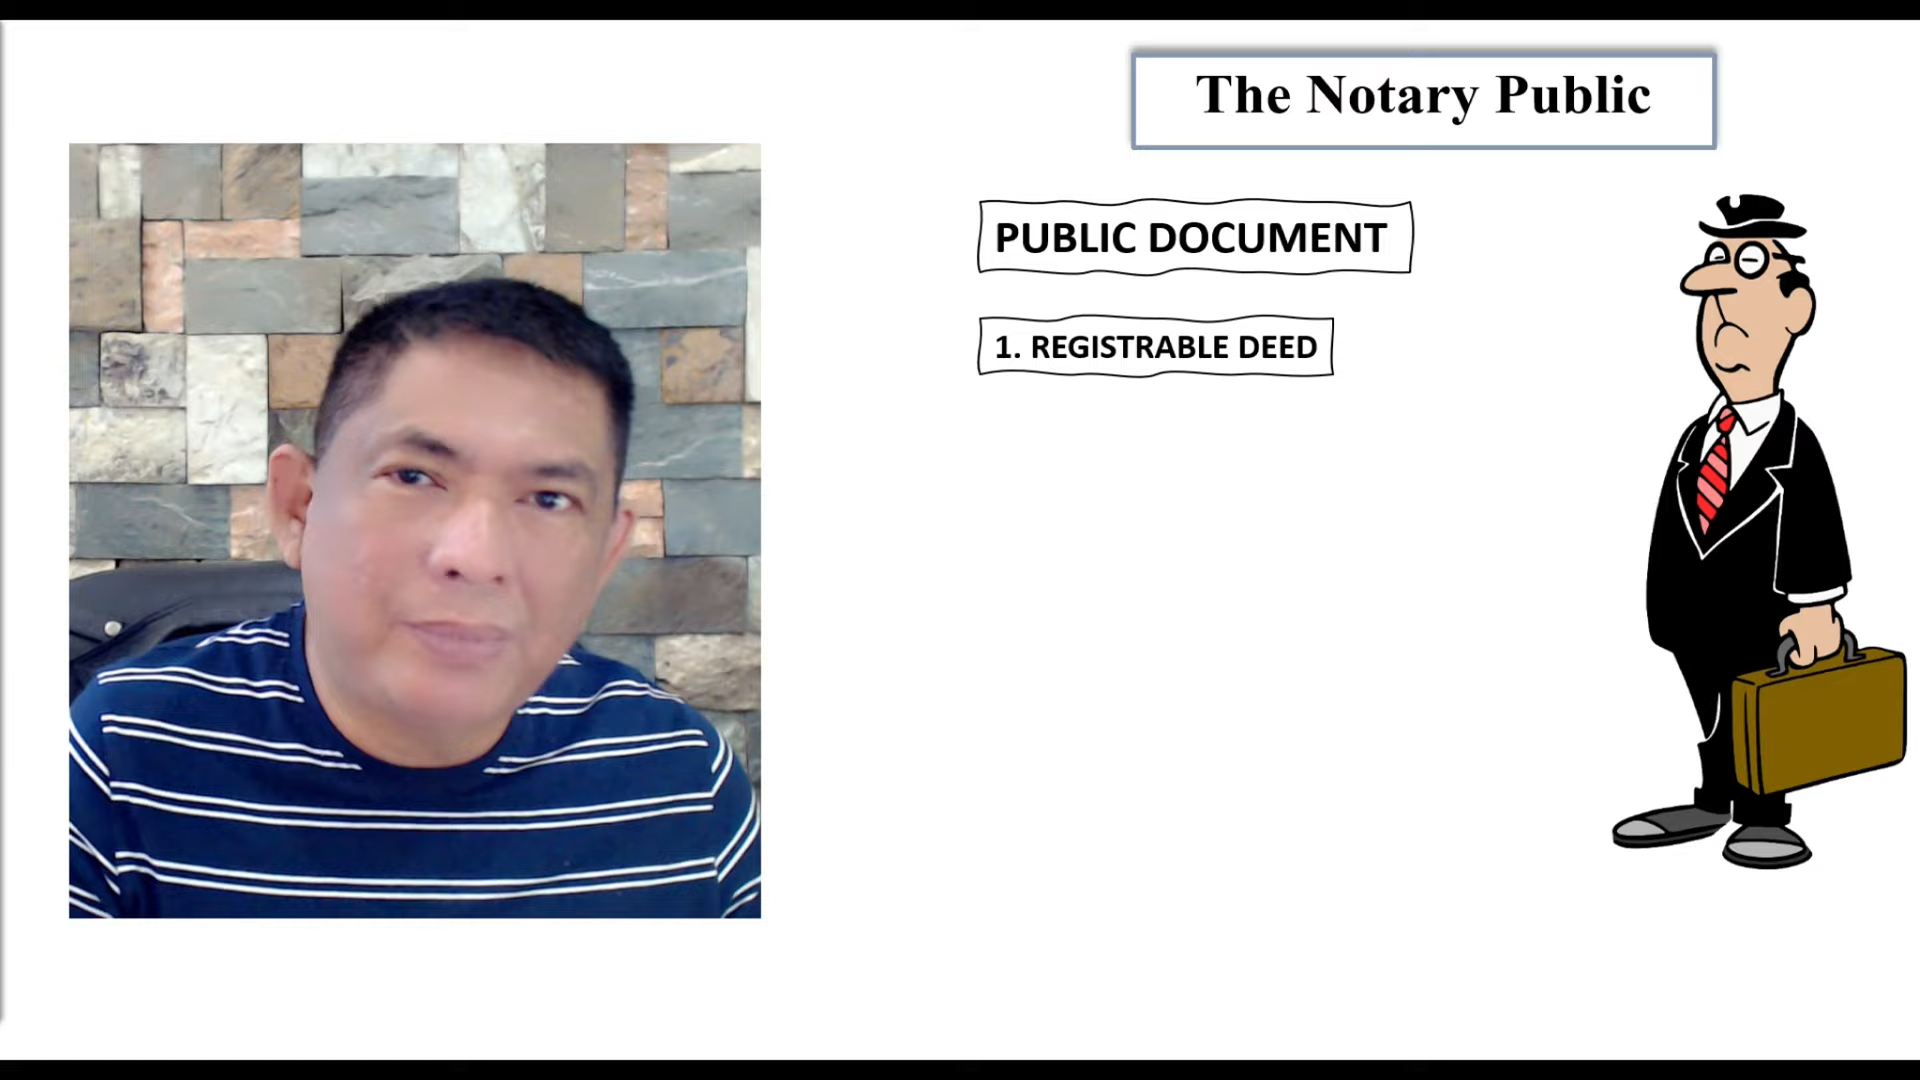 The Notary Public
PUBLIC DOCUMENT
1. REGISTRABLE DEED